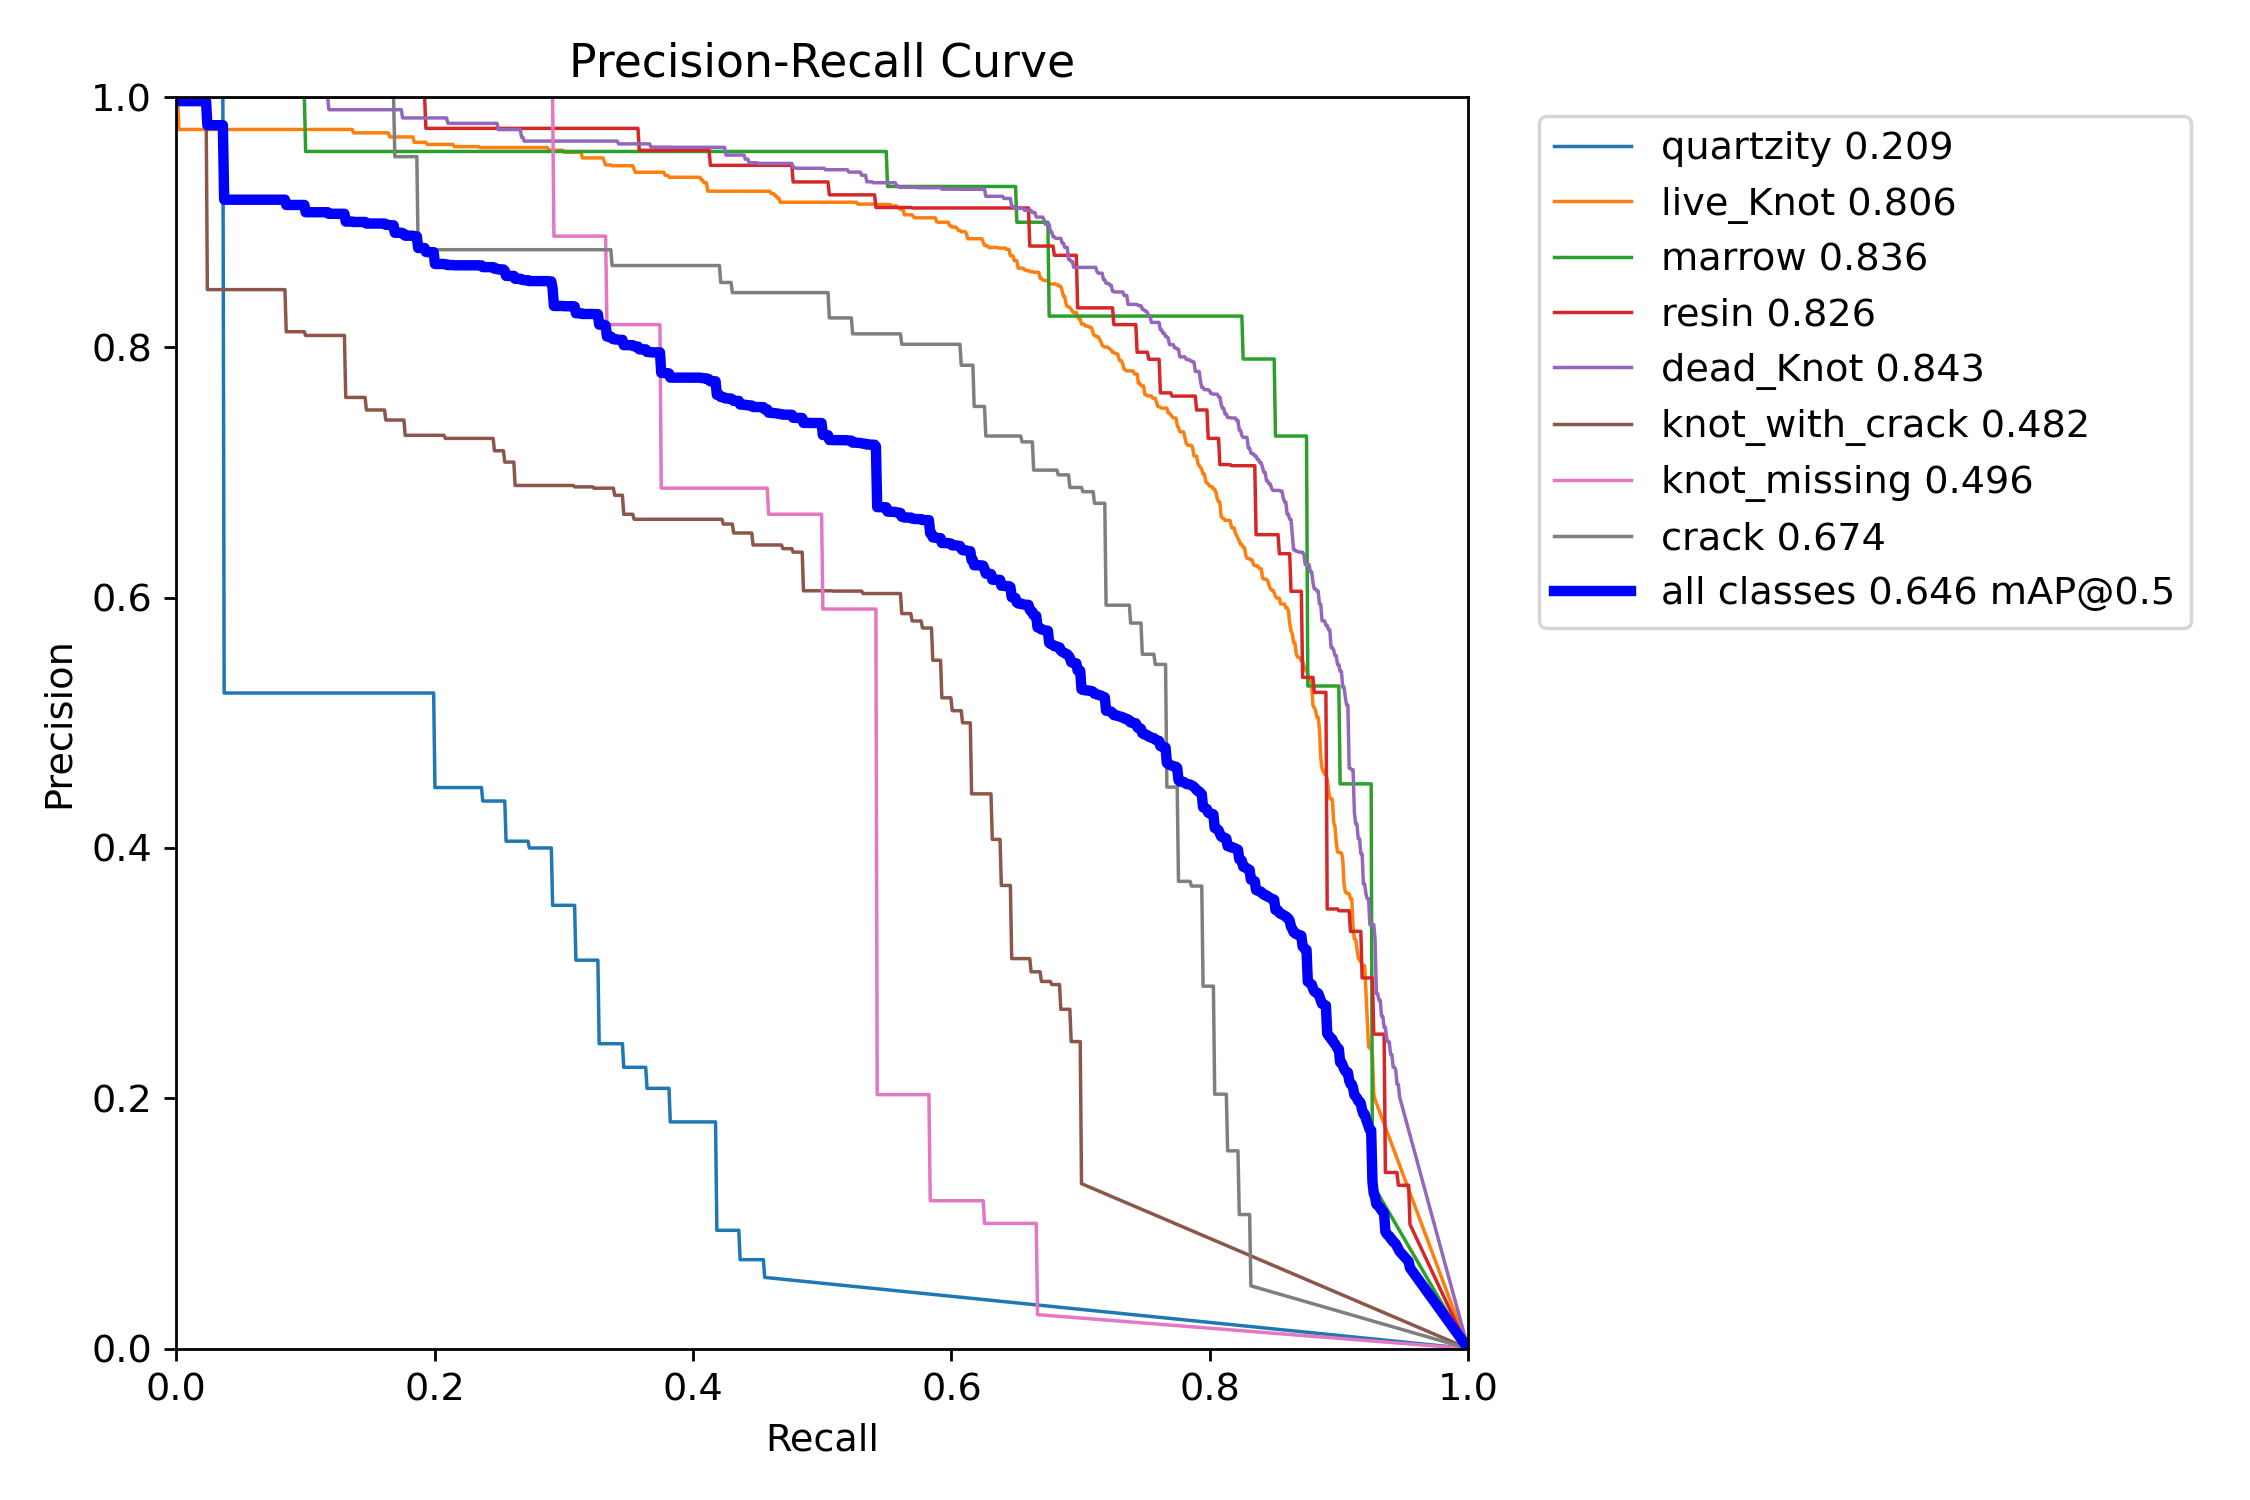 Precision-Recall Curve
1.0
0.8
0.6
0.4
0.2
0.0
Precision
0.0 0.2 0.4 0.6 0.8 1.0
Recall
quartzity 0.209
live_Knot 0.806
marrow 0.836
resin 0.826
dead_Knot 0.843
knot_with_crack 0.482
knot_missing 0.496
crack 0.674
all classes 0.646 mAP@0.5